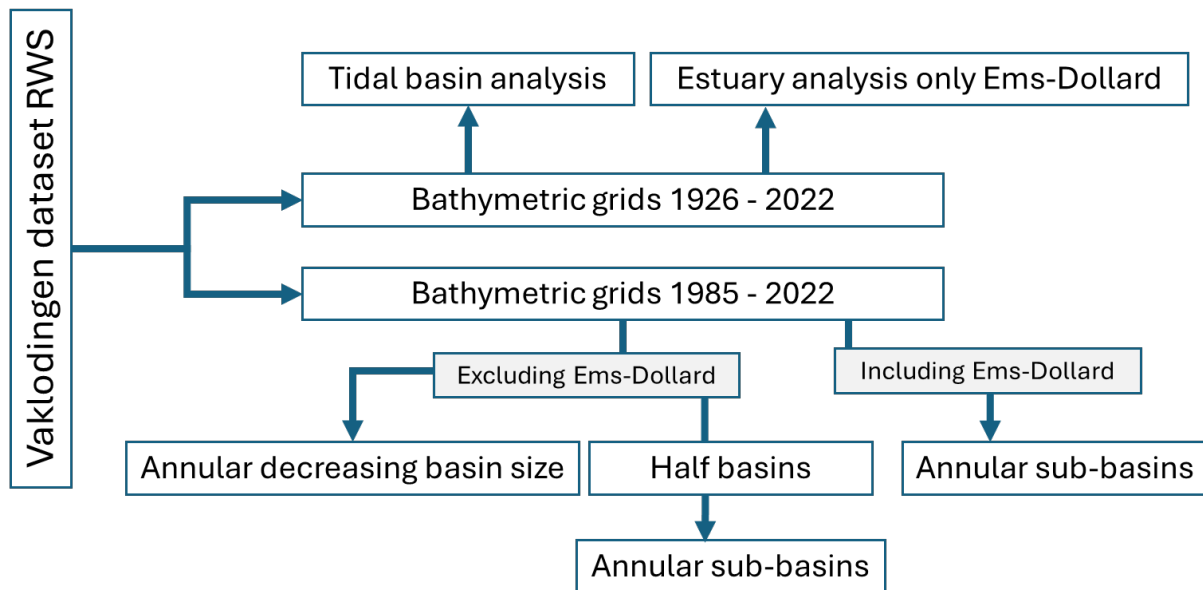 Vaklodingen dataset RWS
Tidal basin analysis
Estuary analysis only Ems-Dollard
Bathymetric grids 1926 - 2022
Bathymetric grids 1985 - 2022
Excluding Ems-Dollard
Including Ems-Dollard
Annular decreasing basin size
Half basins
Annular sub-basins
Annular sub-basins